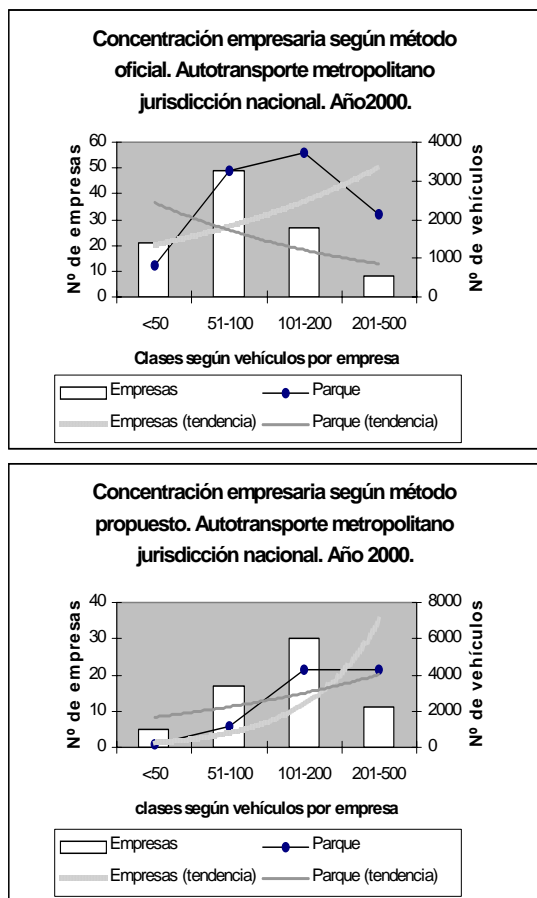 Concentración empresaria según método
oficial. Autotransporte metropolitano
jurisdicción nacional. Año2000.
Nº de empresas
60
50
40
30
20
10
0
4000
3000
2000
1000
0
Nº de vehículos
<50 51-100 101-200 201-500
Clases según vehículos por empresa
Empresas Parque
Empresas (tendencia) Parque (tendencia)
Concentración empresaria según método
propuesto. Autotransporte metropolitano
jurisdicción nacional. Año 2000.
Nº de empresas
40
30
20
10
0
8000
6000
4000
2000
0
Nº de vehículos
<50 51-100 101-200 201-500
clases según vehículos por empresa
Empresas Parque
Empresas (tendencia) Parque (tendencia)